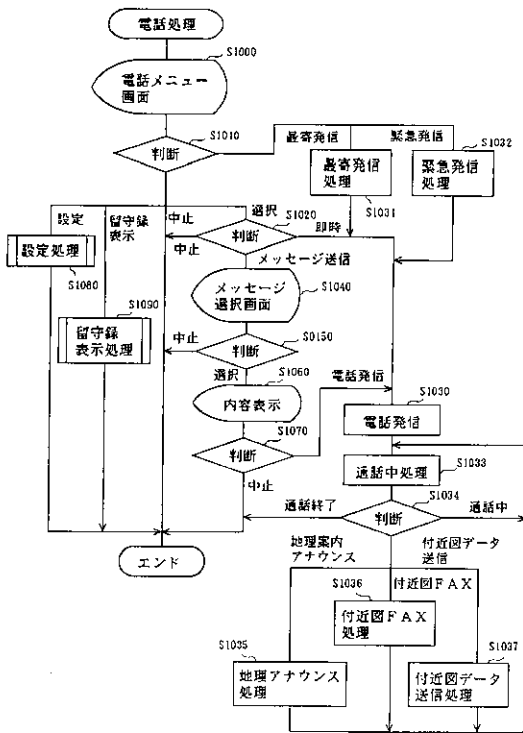 電話処理
S1000
電話メニュー
画面
S1010
判断
最寄発信
緊急発信
S1032
最寄発信
処理
緊急発信
処理
S1031
設定
留守録
表示
中止
選択
S1020
即時
中止
判断
設定処理
S1080
メッセージ送信
メッセージ
選択画面
S1040
S1090
留守録
表示処理
中止
判断
S0150
選択
S1060
電話発信
内容表示
S1030
電話発信
S1070
判断
S1033
通話中処理
中止
S1034
通話終了
判断
通話中
エンド
地理案内
アナウンス
付近図データ
送信
S1036
付近図FAX
付近図FAX
処理
S1035
S1037
地理アナウンス
処理
付近図データ
送信処理